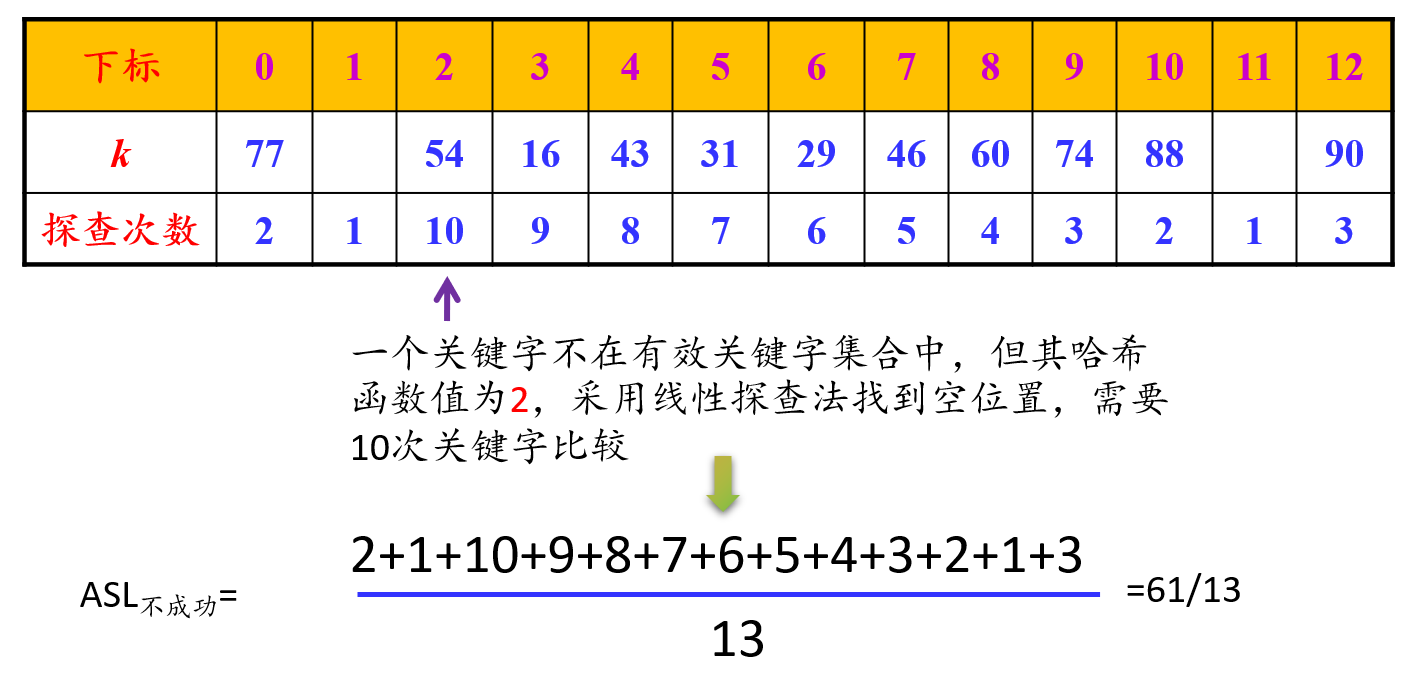 下标 0 1 2 3 4 5 6 7 8 9 10 11 12
k 77 54 16 43 31 29 46 60 74 88 90
探查次数 2 1 10 9 8 7 6 5 4 3 2 1 3
一个关键字不在有效关键字集合中，但其哈希
函数值为2，采用线性探查法找到空位置，需要
10次关键字比较
2+1+10+9+8+7+6+5+4+3+2+1+3
ASL不成功= =61/13
13